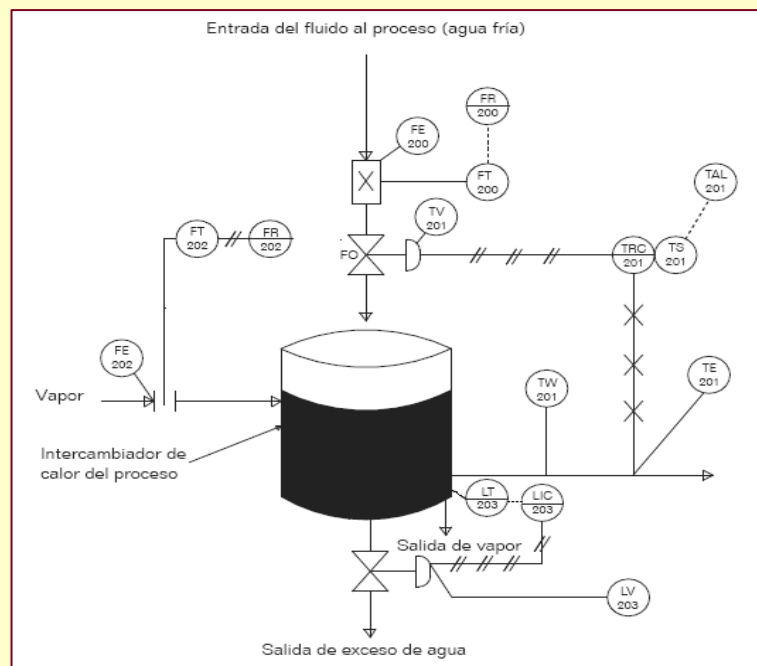 Entrada del fluido al proceso (agua fría)
FR
200
FE
200
FT
200
TAL
201
TV
201
FT
202
FR
202
FO
TRC
201
TS
201
FE
202
TW
201
TE
201
Vapor
Intercambiador de
calor del proceso
LT
203
LIC
203
Salida de vapor
LV
203
Salida de exceso de agua